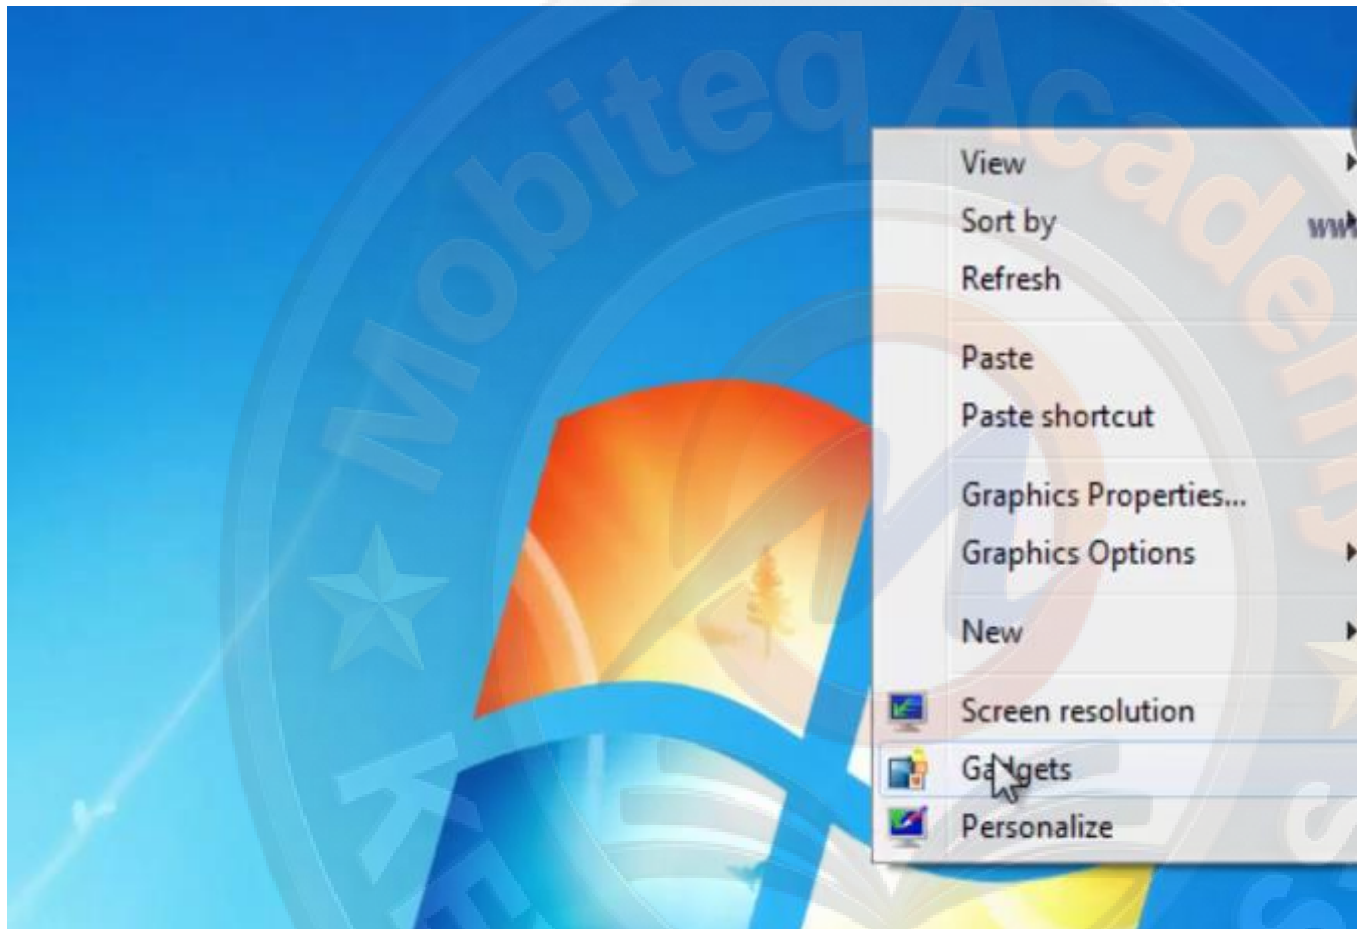 Mobiteq Academy
View
Sort by
Refresh
Paste
Paste shortcut
Graphics Properties...
Graphics Options
New
Screen resolution
Gadgets
Personalize